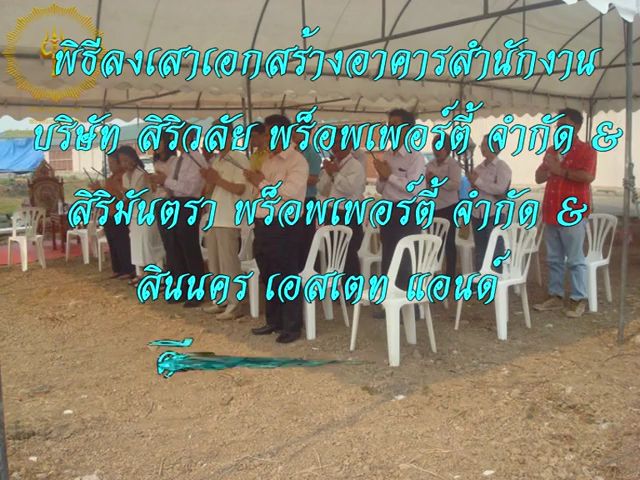 พิธีลงเสาเอกสร้างอาคารสำนักงาน
บริษัท สิริวลัย พร็อพเพอร์ตี้ จำกัด &
สิริมันตรา พร็อพเพอร์ตี้ จำกัด &
สินนคร เอสเตท แอนด์